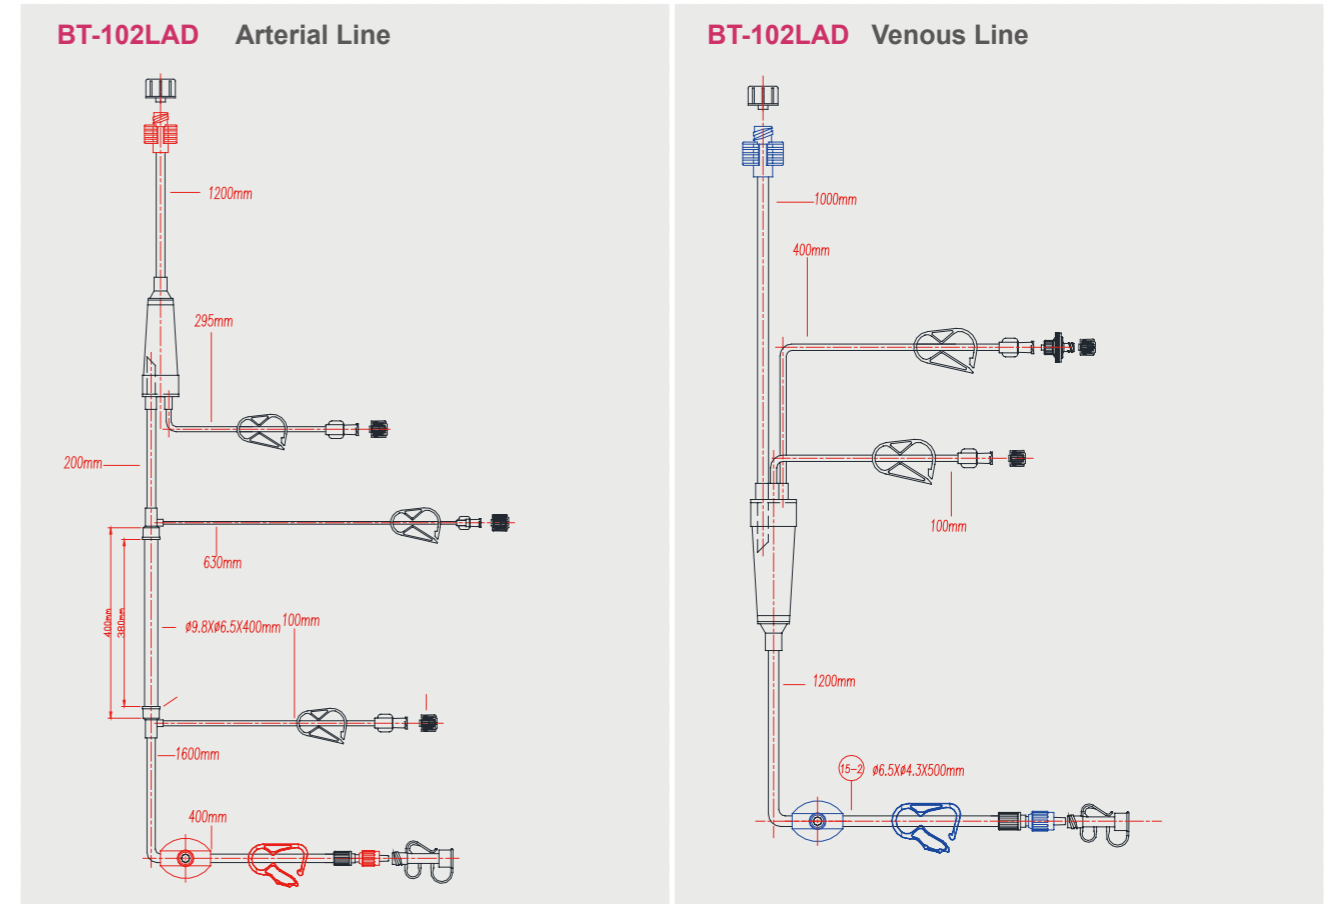 BT-102LAD Arterial Line
1200mm
295mm
200mm
630mm
400mm
380mm
ø9.8Xø6.5X400mm
100mm
1600mm
400mm
BT-102LAD Venous Line
1000mm
400mm
100mm
1200mm
15-2
ø6.5Xø4.3X500mm